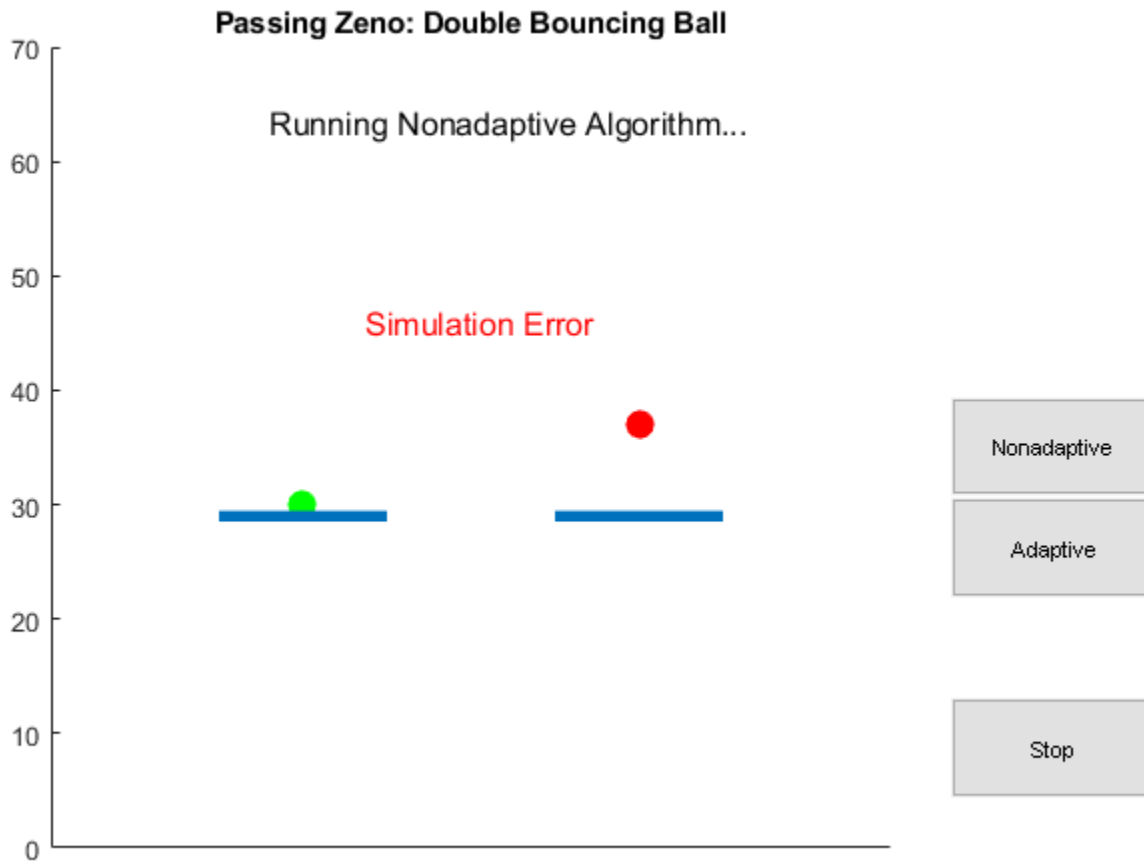 Passing Zeno: Double Bouncing Ball
70
Running Nonadaptive Algorithm...
60
50
Simulation Error
40
Nonadaptive
30
Adaptive
20
10
Stop
0